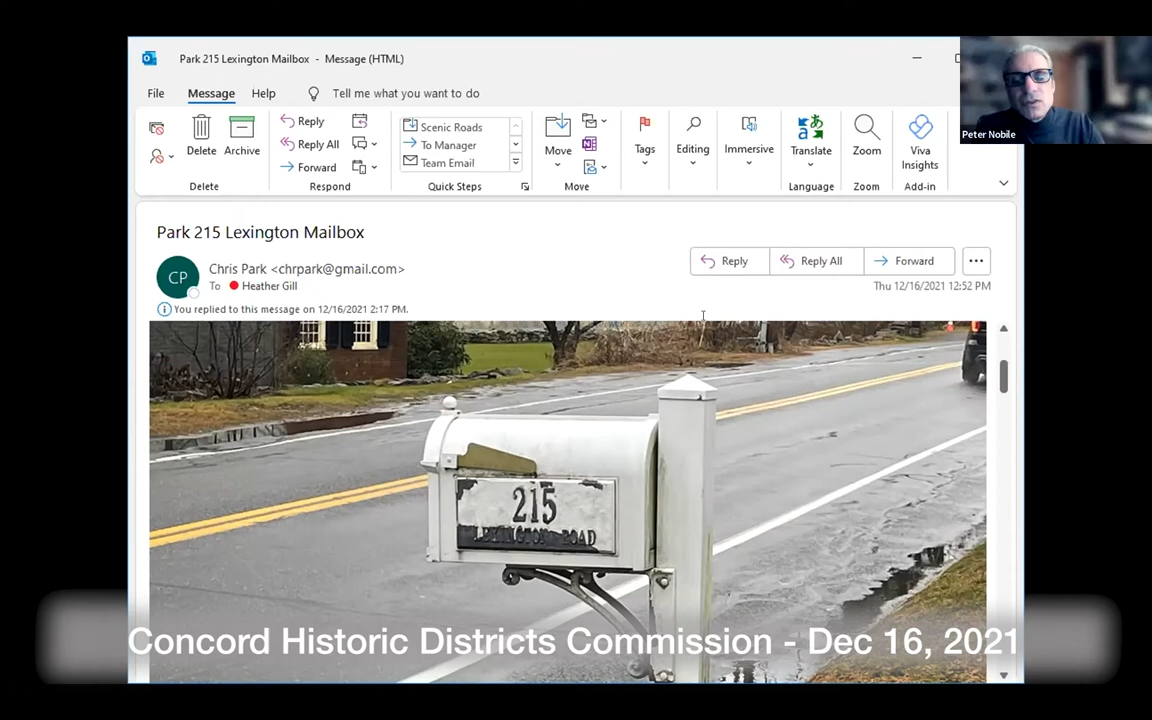 Park 215 Lexington Mailbox - Message (HTML)
Peter Nobile
File Message Help Tell me what you want to do
Delete Archive
Reply
Reply All
Forward
Scenic Roads
To Manager
Team Email
Move
Tags
Editing
Immersive
Translate
Zoom
Viva
Insights
Delete Respond Quick Steps Move Language Zoom Add-in
Park 215 Lexington Mailbox
CP
Chris Park <chrpark@gmail.com>
To Heather Gill
Reply Reply All Forward
Thu 12/16/2021 12:52 PM
You replied to this message on 12/16/2021 2:17 PM.
215
LEXINGTON ROAD
Concord Historic Districts Commission - Dec 16, 2021